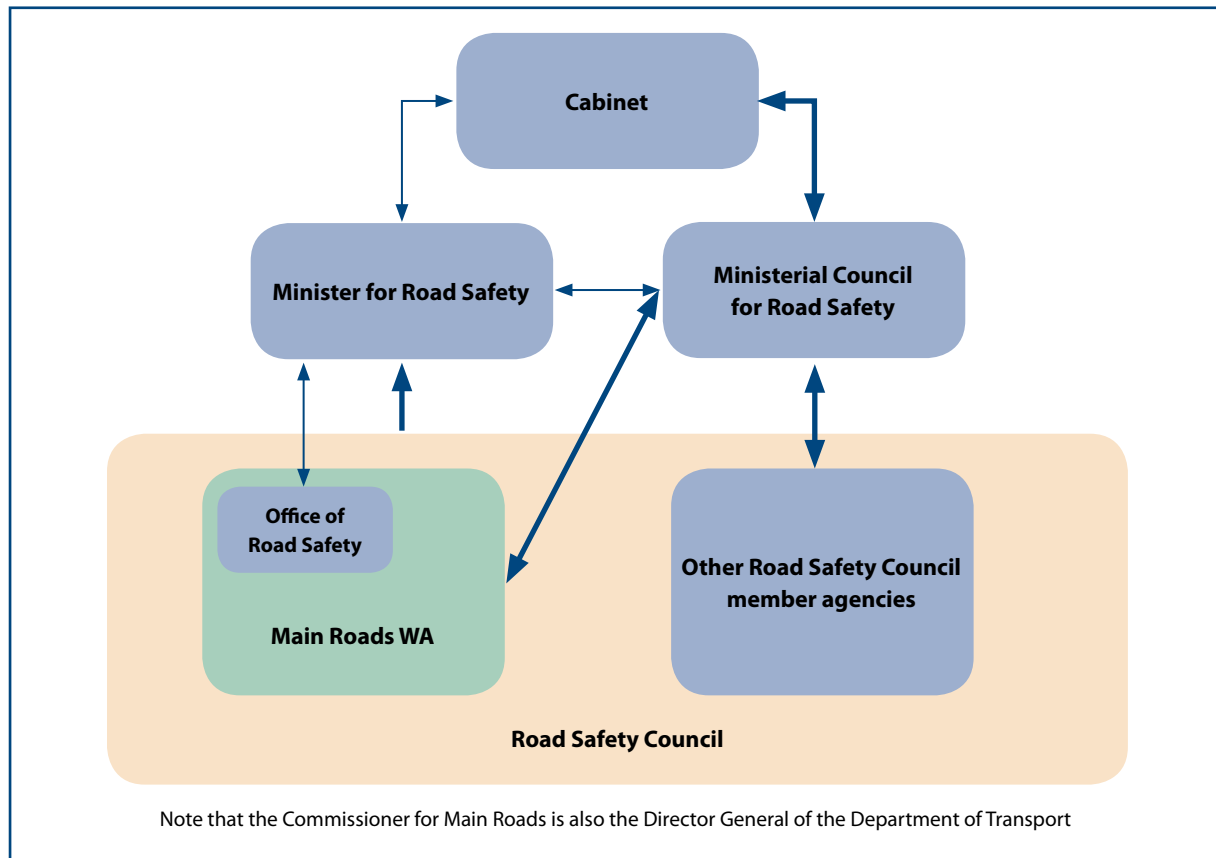 Cabinet
Minister for Road Safety
Ministerial Council
for Road Safety
Office of
Road Safety
Main Roads WA
Other Road Safety Council
member agencies
Road Safety Council
Note that the Commissioner for Main Roads is also the Director General of the Department of Transport